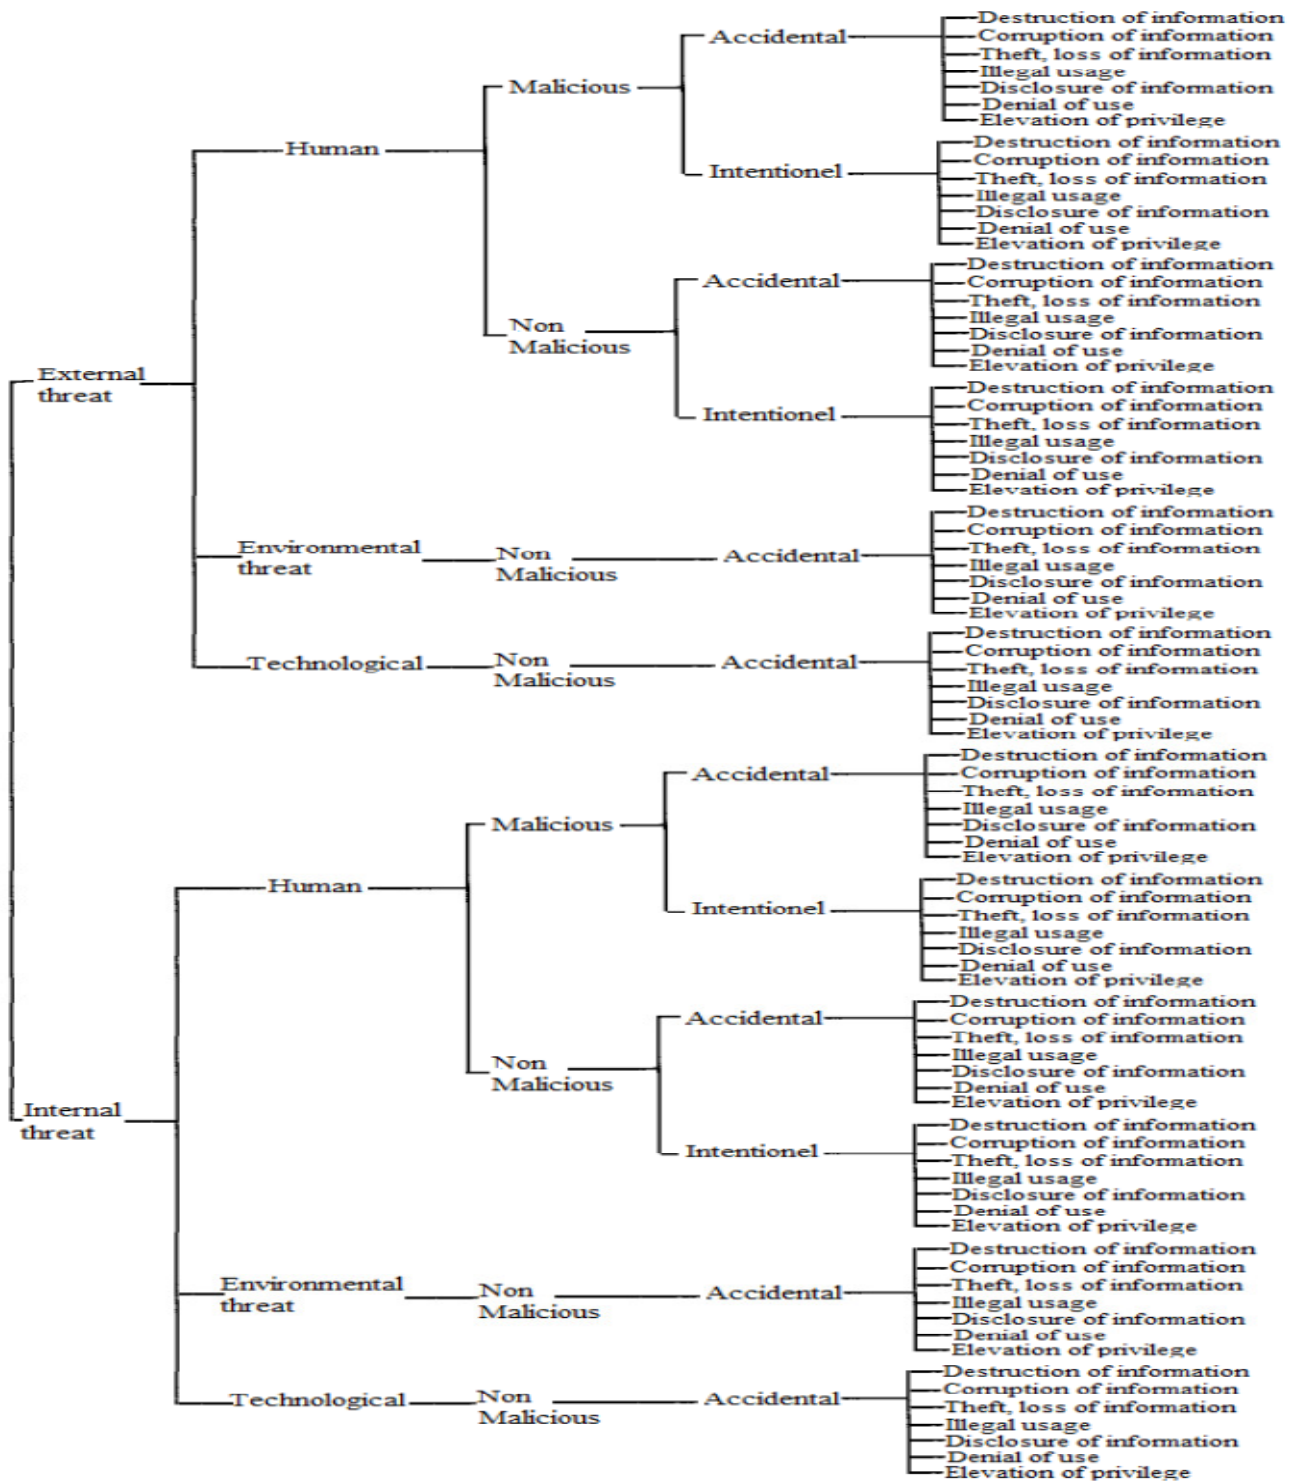 External
threat
Human
Malicious
Accidental
Destruction of information
Corruption of information
Theft, loss of information
Illegal usage
Disclosure of information
Denial of use
Elevation of privilege
Intentionel
Destruction of information
Corruption of information
Theft, loss of information
Illegal usage
Disclosure of information
Denial of use
Elevation of privilege
Non
Malicious
Accidental
Destruction of information
Corruption of information
Theft, loss of information
Illegal usage
Disclosure of information
Denial of use
Elevation of privilege
Intentionel
Destruction of information
Corruption of information
Theft, loss of information
Illegal usage
Disclosure of information
Denial of use
Elevation of privilege
Environmental
threat
Non
Malicious
Accidental
Destruction of information
Corruption of information
Theft, loss of information
Illegal usage
Disclosure of information
Denial of use
Elevation of privilege
Technological
Non
Malicious
Accidental
Destruction of information
Corruption of information
Theft, loss of information
Illegal usage
Disclosure of information
Denial of use
Elevation of privilege
Internal
threat
Human
Malicious
Accidental
Destruction of information
Corruption of information
Theft, loss of information
Illegal usage
Disclosure of information
Denial of use
Elevation of privilege
Intentionel
Destruction of information
Corruption of information
Theft, loss of information
Illegal usage
Disclosure of information
Denial of use
Elevation of privilege
Non
Malicious
Accidental
Destruction of information
Corruption of information
Theft, loss of information
Illegal usage
Disclosure of information
Denial of use
Elevation of privilege
Intentionel
Destruction of information
Corruption of information
Theft, loss of information
Illegal usage
Disclosure of information
Denial of use
Elevation of privilege
Environmental
threat
Non
Malicious
Accidental
Destruction of information
Corruption of information
Theft, loss of information
Illegal usage
Disclosure of information
Denial of use
Elevation of privilege
Technological
Non
Malicious
Accidental
Destruction of information
Corruption of information
Theft, loss of information
Illegal usage
Disclosure of information
Denial of use
Elevation of privilege